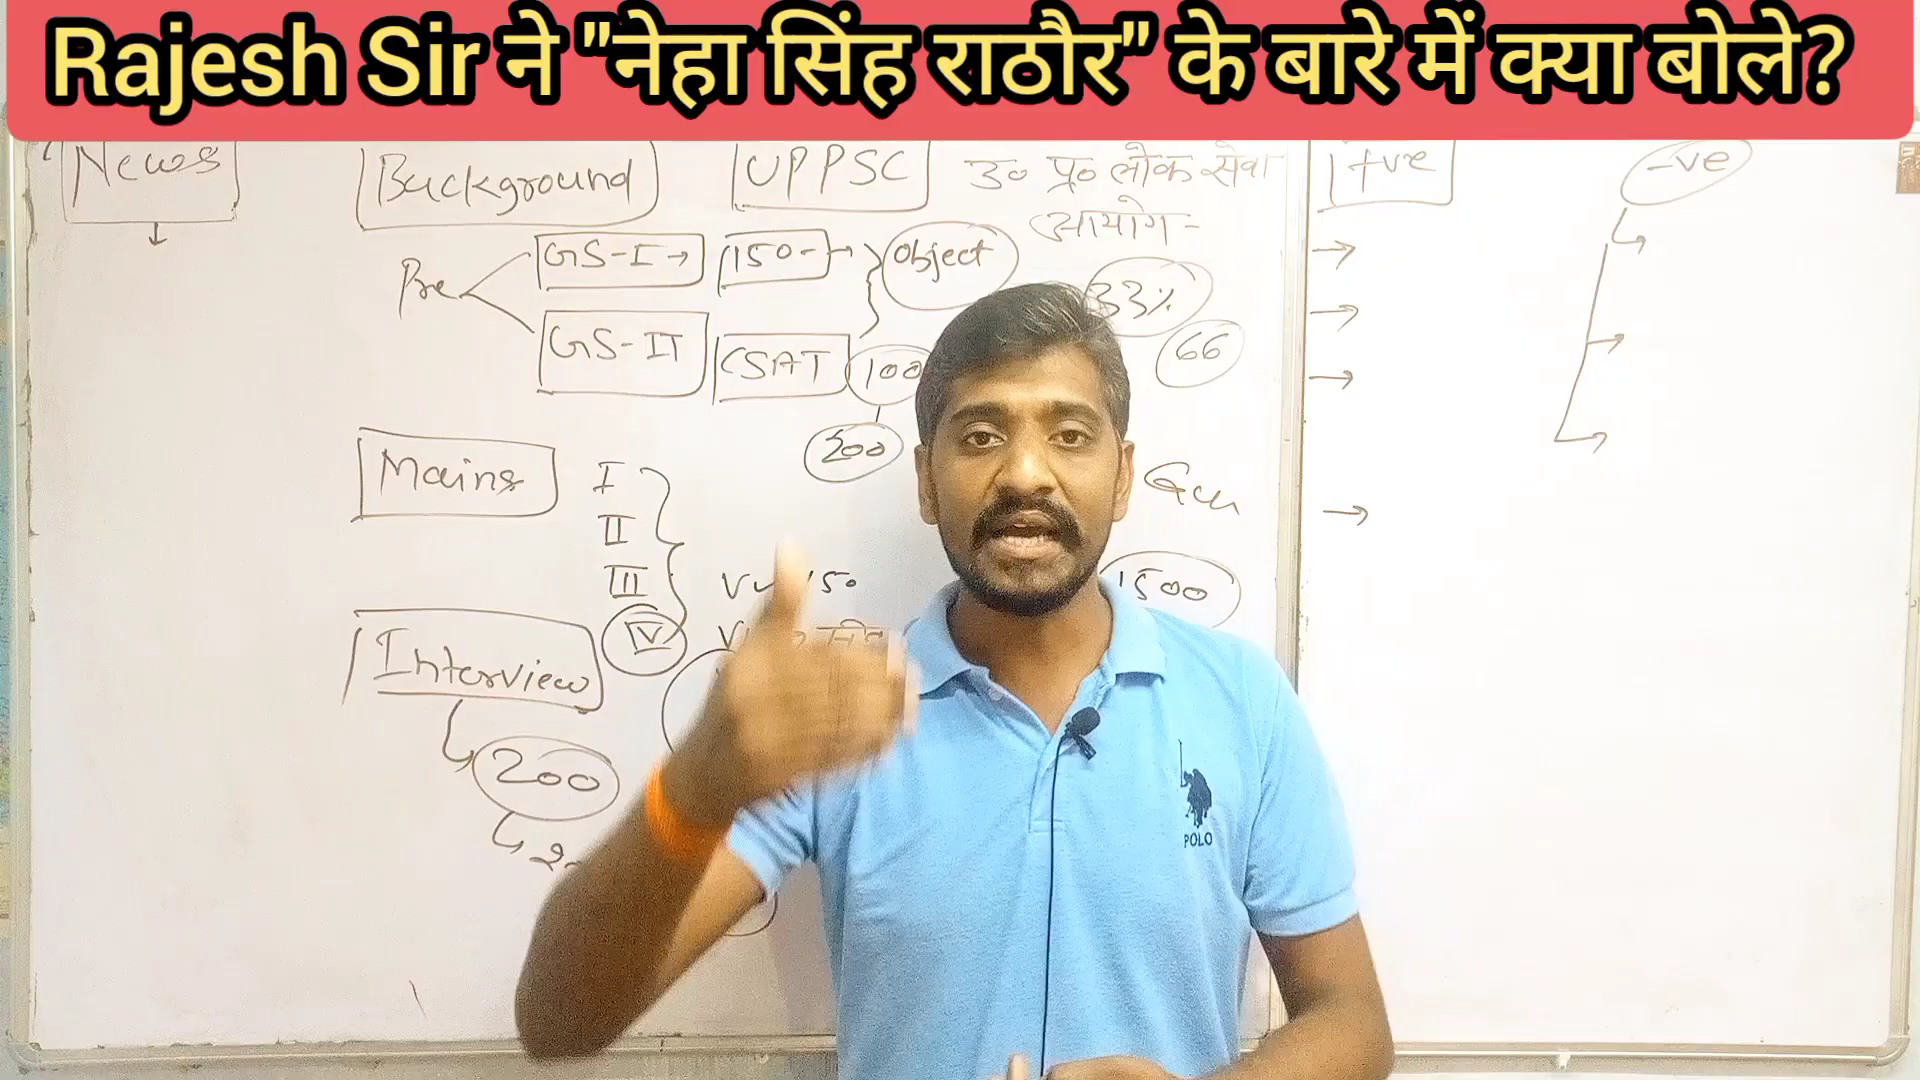 Rajesh Sir ने "नेहा सिंह राठौर" के बारे में क्या बोले?
News
Background
UPPSC
उ० प्र० लोक सेवा
आयोग-
+ve
-ve
Pre
GS-I →
150-
object
33%
GS-II
CSAT
100
66
200
Mains
I
II
III
IV
50
1500
Interview
200
POLO